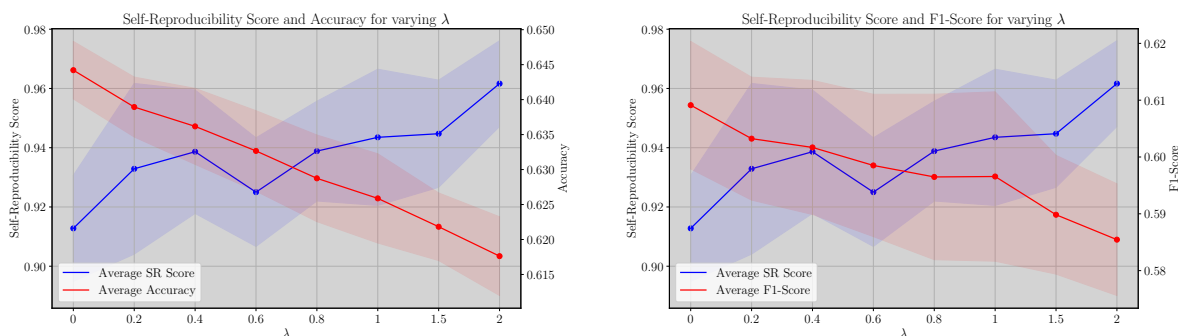 Self-Reproducibility Score and Accuracy for varying λ
0.98
0.96
0.94
0.92
0.90
Self-Reproducibility Score
0.650
0.645
0.640
0.635
0.630
0.625
0.620
0.615
Accuracy
Average SR Score
Average Accuracy
0 0.2 0.4 0.6 0.8 1 1.5 2
λ
Self-Reproducibility Score and F1-Score for varying λ
0.98
0.96
0.94
0.92
0.90
Self-Reproducibility Score
0.62
0.61
0.60
0.59
0.58
F1-Score
Average SR Score
Average F1-Score
0 0.2 0.4 0.6 0.8 1 1.5 2
λ